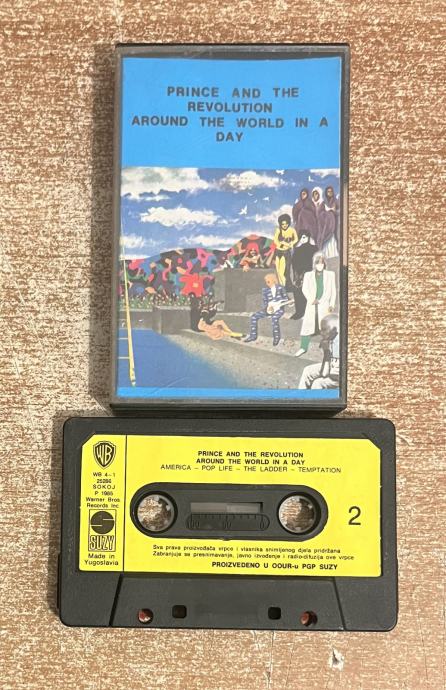 PRINCE AND THE
REVOLUTION
AROUND THE WORLD IN A
DAY
PRINCE AND THE REVOLUTION
AROUND THE WORLD IN A DAY
AMERICA – POP LIFE – THE LADDER – TEMPTATION
WB
WB 4-1
25286
SOKOJ
P 1985
Warner Bros
Records Inc.
S
SUZY
Made in
Yugoslavia
2
Sva prava proizvođača vrpce i vlasnika snimljenog djela pridržana
Zabranjuje se presnimavanje, javno izvođenje i radio-difuzija ove vrpce
PROIZVEDENO U OOUR-u PGP SUZY